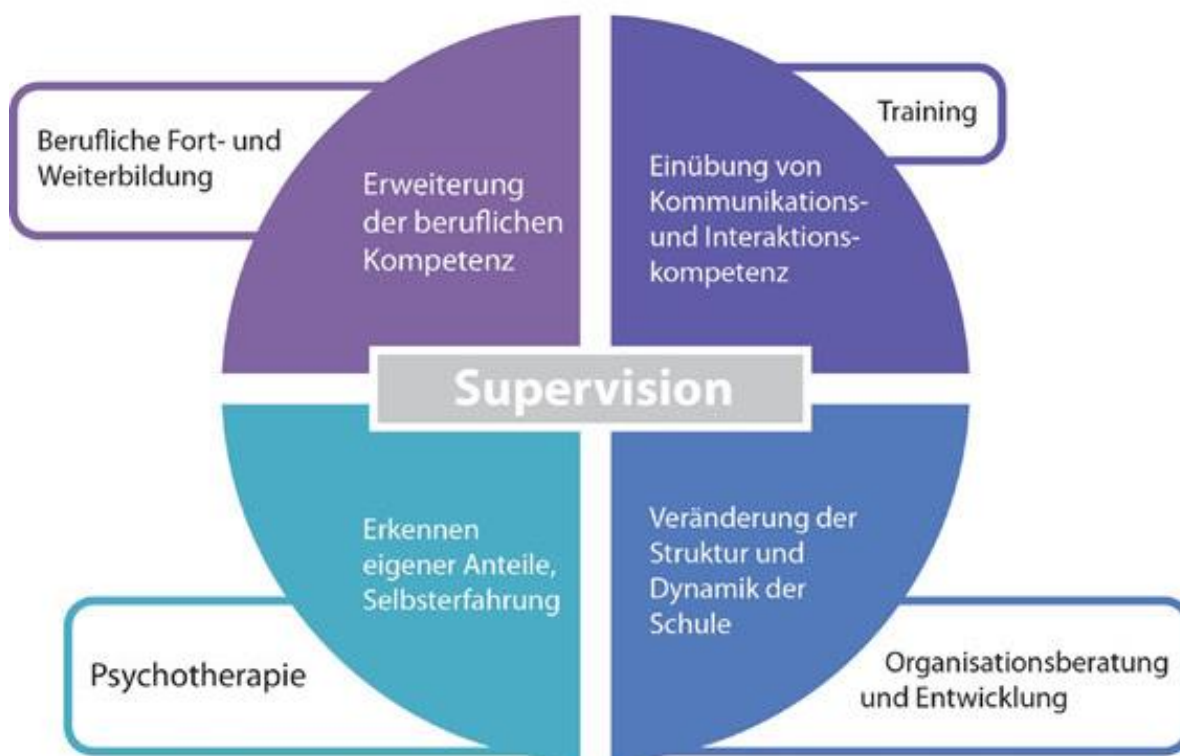 Berufliche Fort- und
Weiterbildung
Erweiterung
der beruflichen
Kompetenz
Training
Einübung von
Kommunikations-
und Interaktions-
kompetenz
Supervision
Erkennen
eigener Anteile,
Selbsterfahrung
Psychotherapie
Veränderung der
Struktur und
Dynamik der
Schule
Organisationsberatung
und Entwicklung